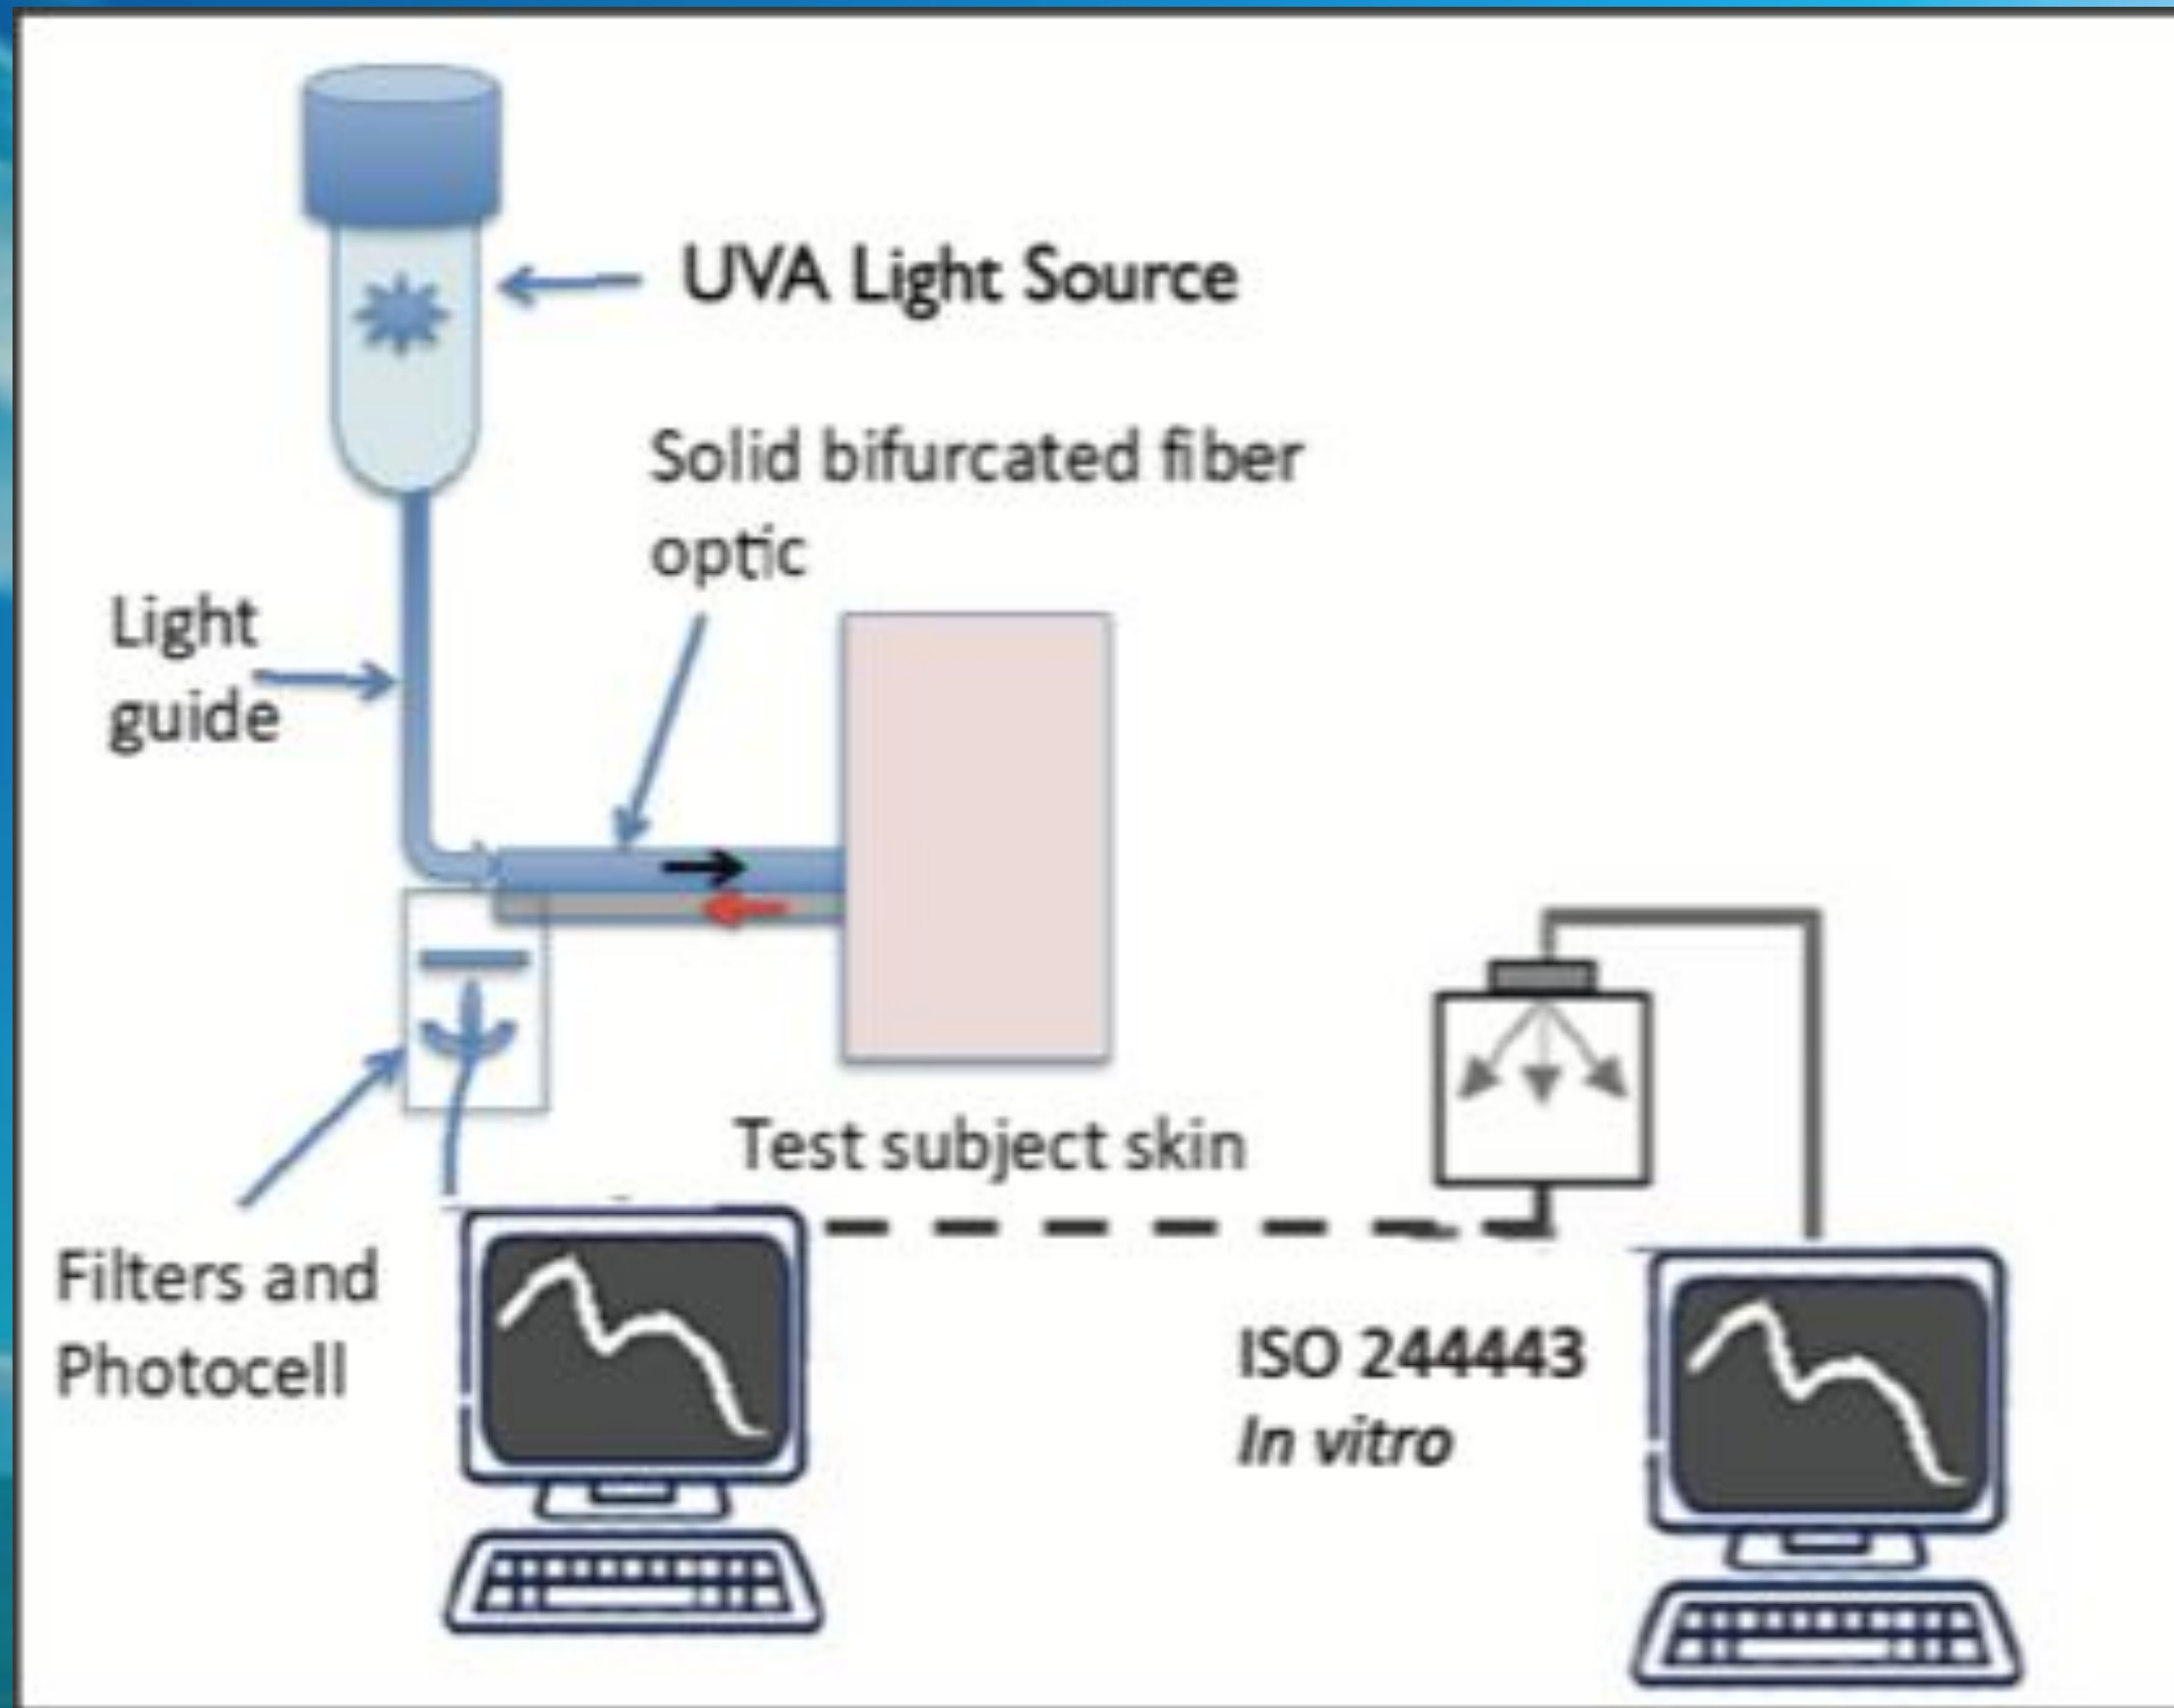 UVA Light Source
Solid bifurcated fiber
optic
Light
guide
Test subject skin
Filters and
Photocell
ISO 244443
In vitro